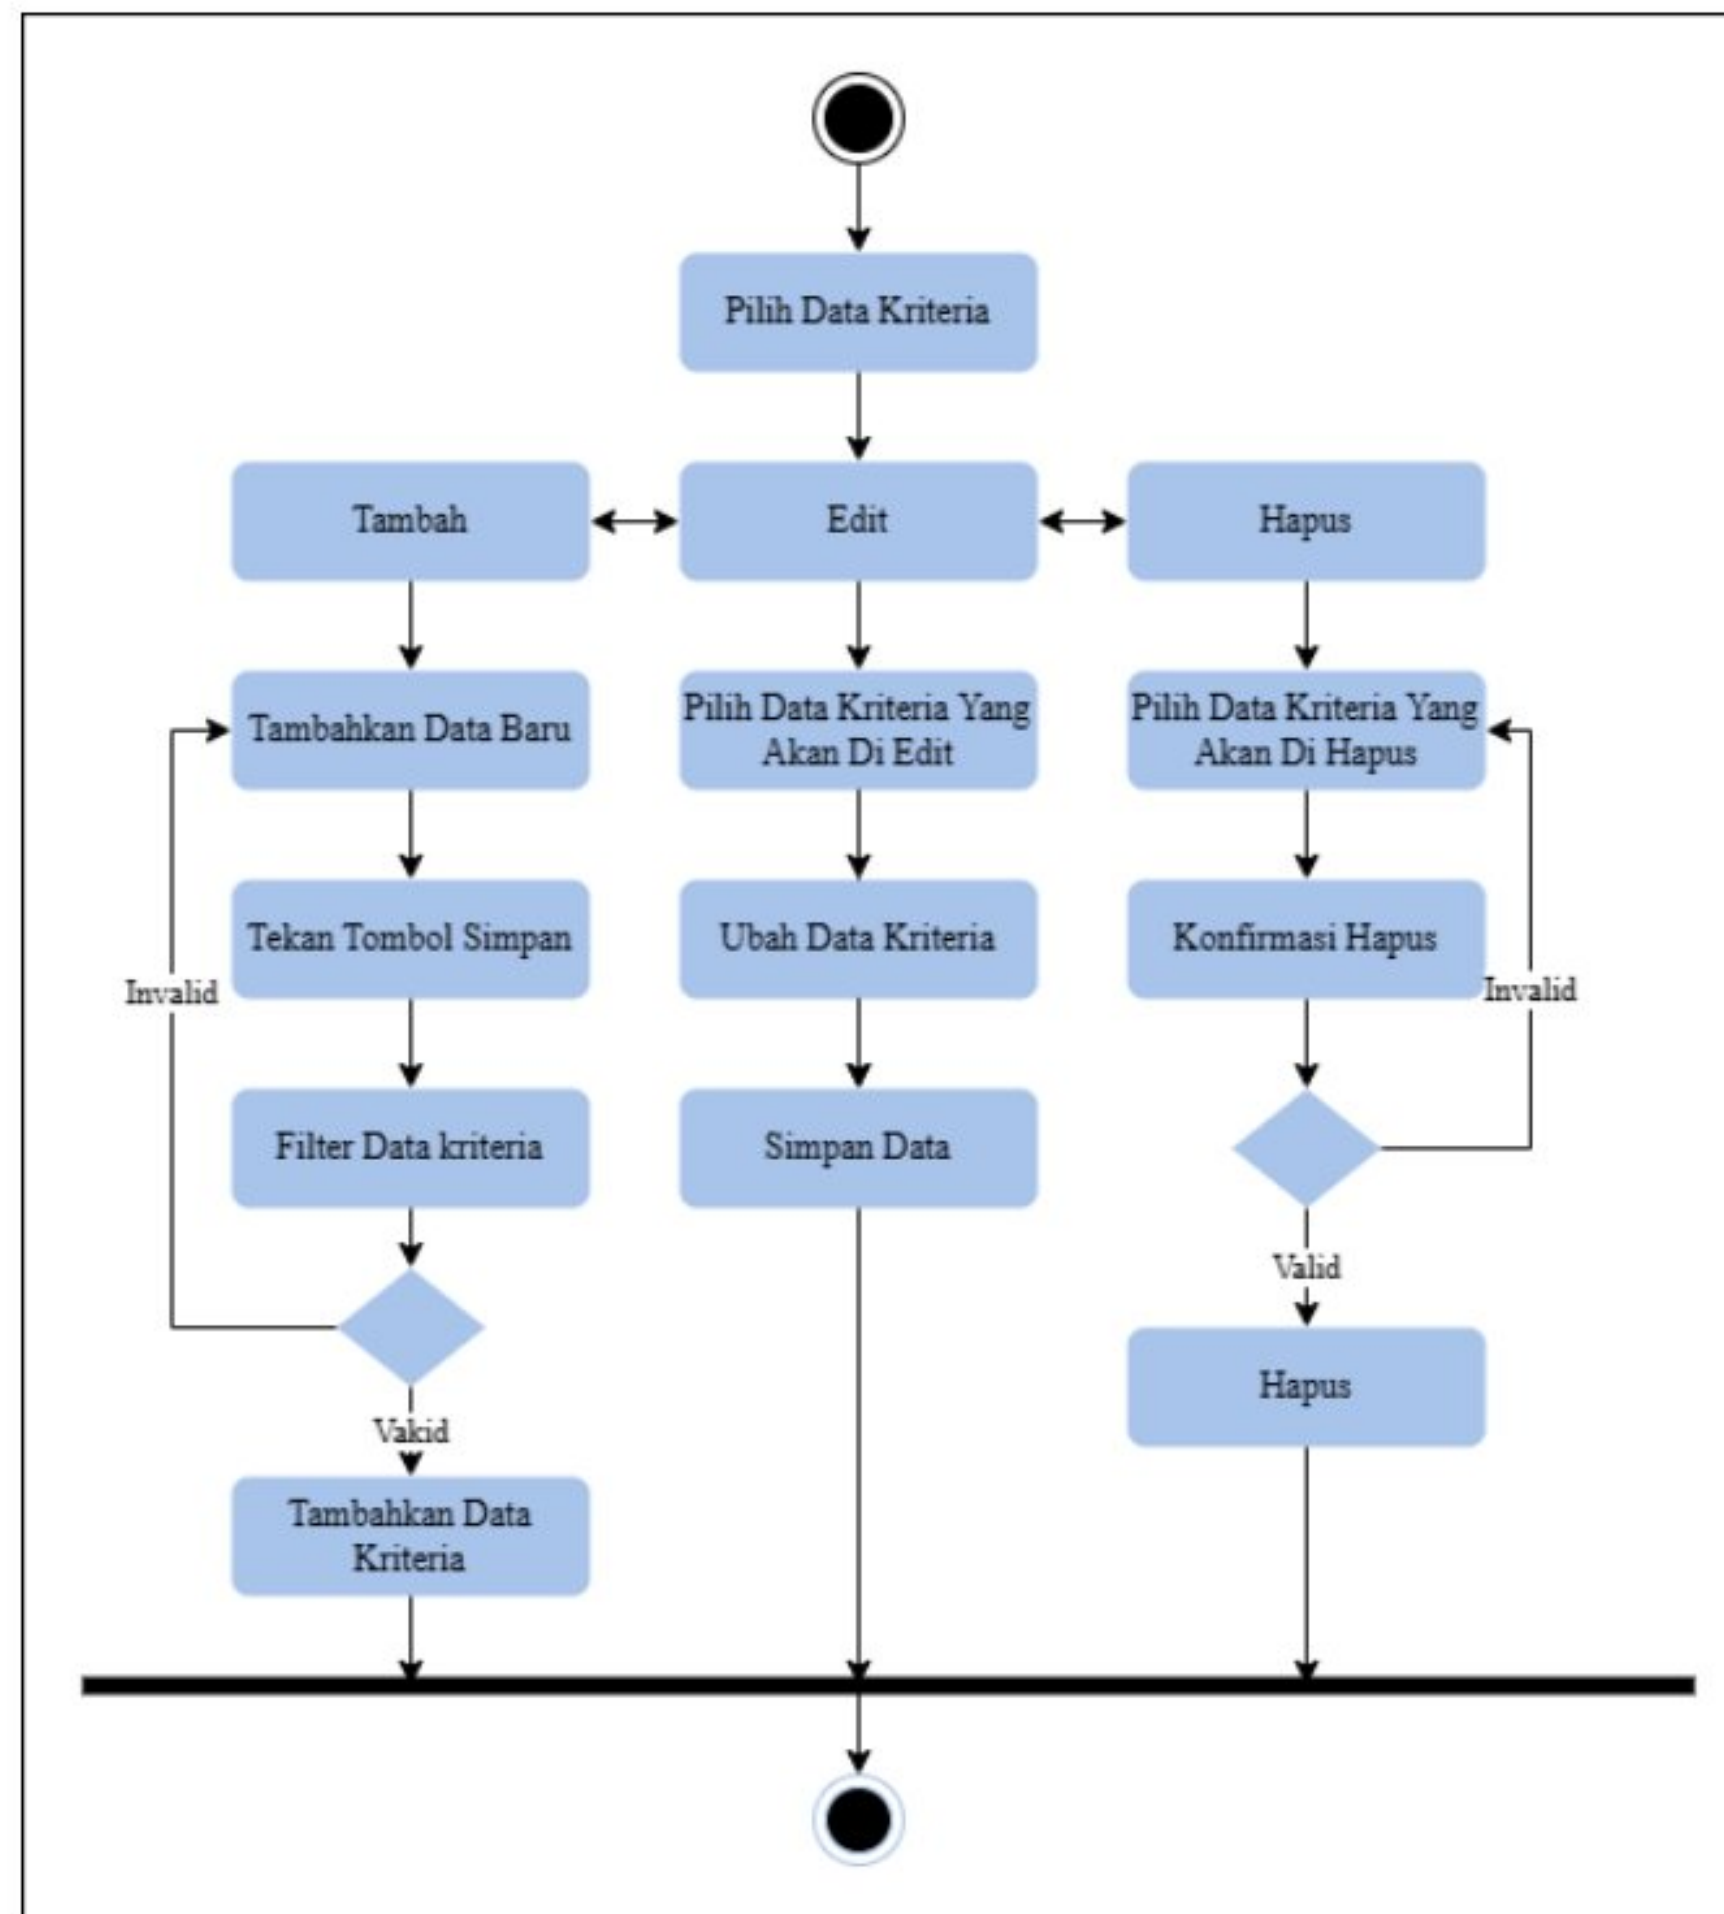 Pilih Data Kriteria
Tambah
Edit
Hapus
Tambahkan Data Baru
Pilih Data Kriteria Yang
Akan Di Edit
Pilih Data Kriteria Yang
Akan Di Hapus
Tekan Tombol Simpan
Ubah Data Kriteria
Konfirmasi Hapus
Invalid
Invalid
Filter Data kriteria
Simpan Data
Valid
Hapus
Vakid
Tambahkan Data
Kriteria